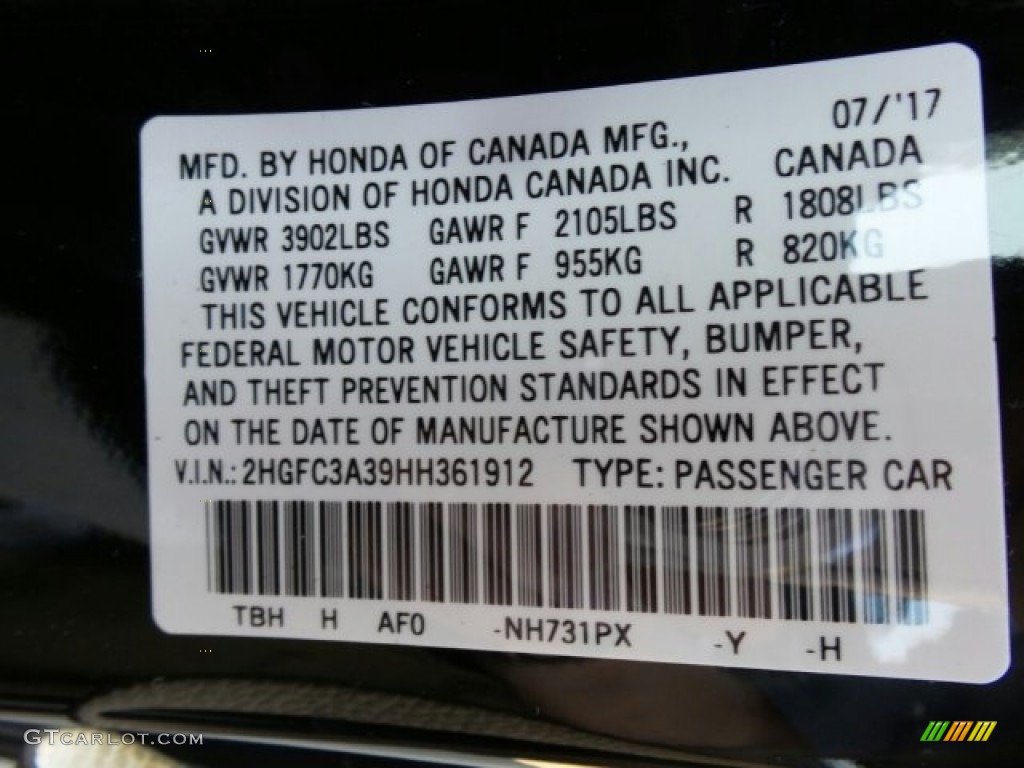 07/'17
MFD. BY HONDA OF CANADA MFG.,
A DIVISION OF HONDA CANADA INC. CANADA
GVWR 3902LBS GAWR F 2105LBS R 1808LBS
GVWR 1770KG GAWR F 955KG R 820KG
THIS VEHICLE CONFORMS TO ALL APPLICABLE
FEDERAL MOTOR VEHICLE SAFETY, BUMPER,
AND THEFT PREVENTION STANDARDS IN EFFECT
ON THE DATE OF MANUFACTURE SHOWN ABOVE.
V.I.N.: 2HGFC3A39HH361912 TYPE: PASSENGER CAR
TBH H AF0 -NH731PX -Y -H
GTCARLOT.COM